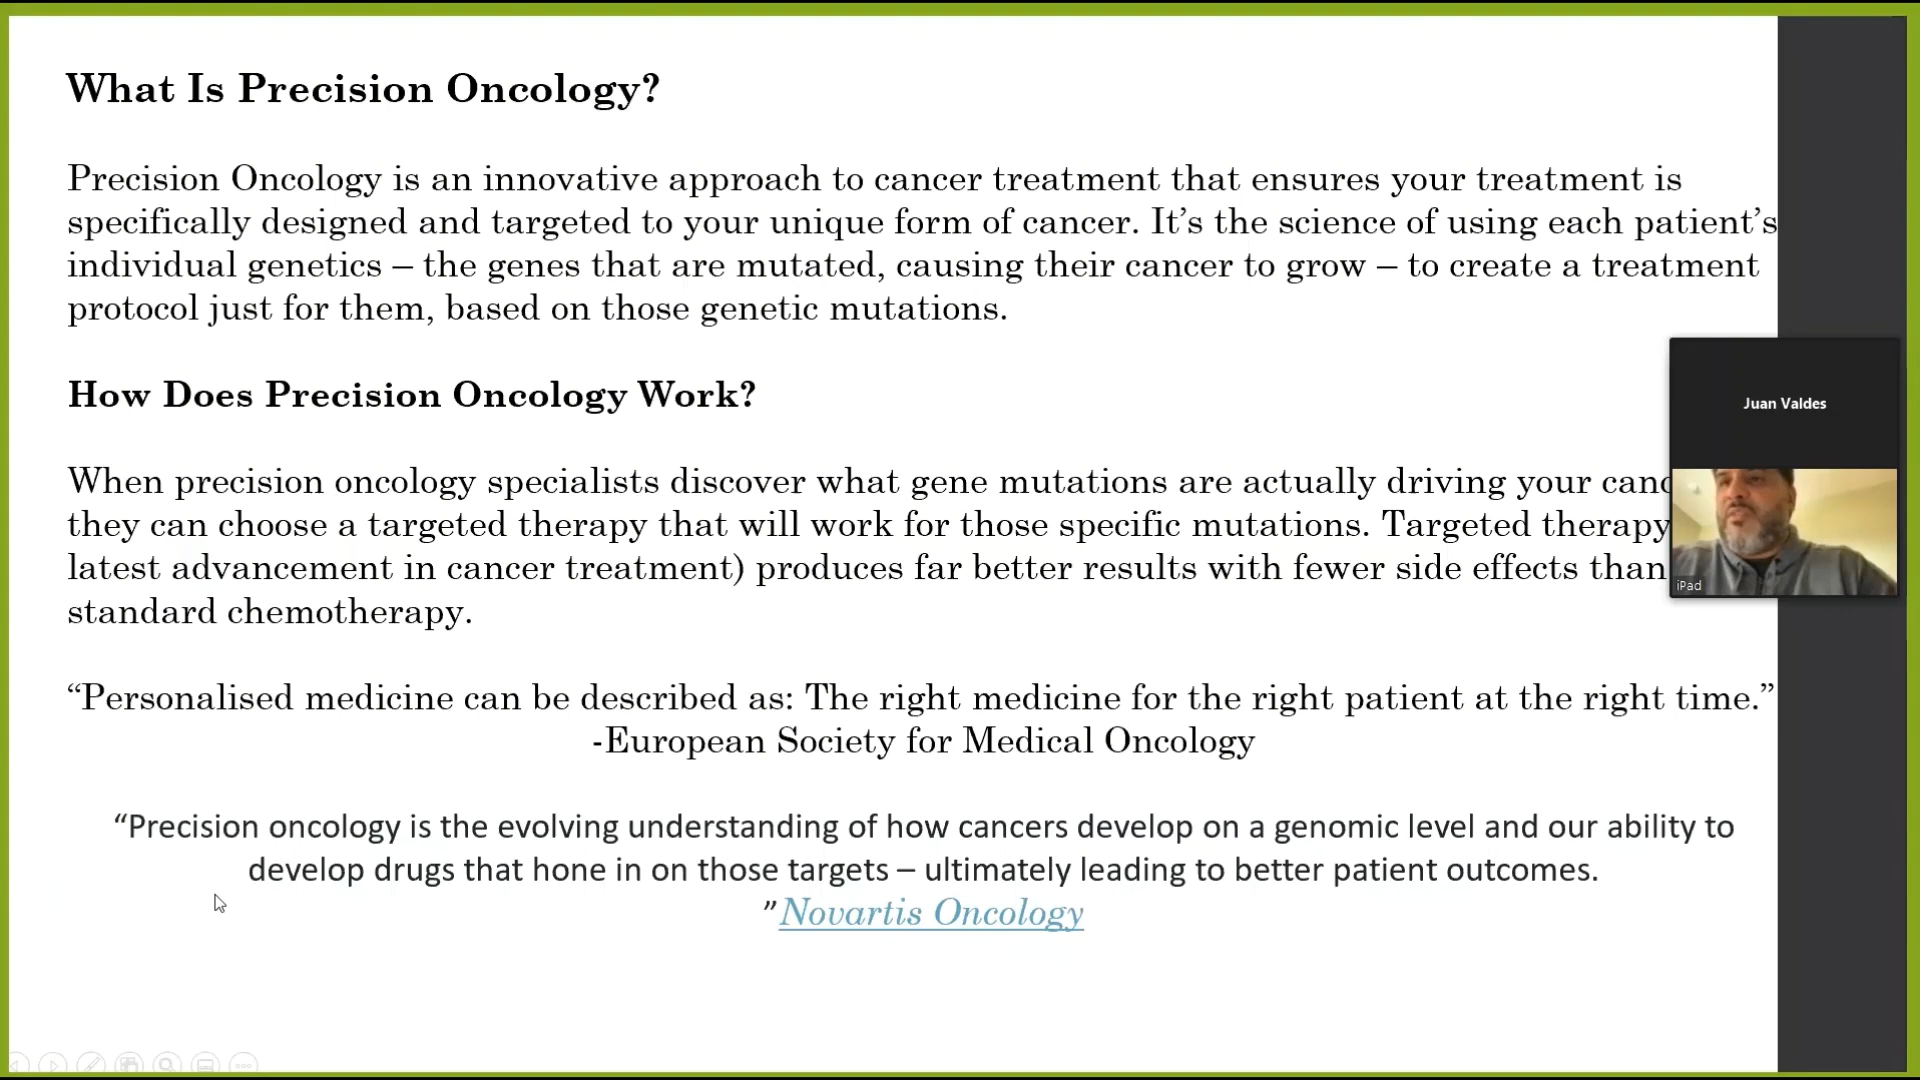 What Is Precision Oncology?
Precision Oncology is an innovative approach to cancer treatment that ensures your treatment is
specifically designed and targeted to your unique form of cancer. It’s the science of using each patient’s
individual genetics – the genes that are mutated, causing their cancer to grow – to create a treatment
protocol just for them, based on those genetic mutations.
How Does Precision Oncology Work?
When precision oncology specialists discover what gene mutations are actually driving your
they can choose a targeted therapy that will work for those specific mutations. Targeted therapy
latest advancement in cancer treatment) produces far better results with fewer side effects than
standard chemotherapy.
“Personalised medicine can be described as: The right medicine for the right patient at the right time.”
-European Society for Medical Oncology
“Precision oncology is the evolving understanding of how cancers develop on a genomic level and our ability to
develop drugs that hone in on those targets – ultimately leading to better patient outcomes.
”Novartis Oncology
Juan Valdes
iPad